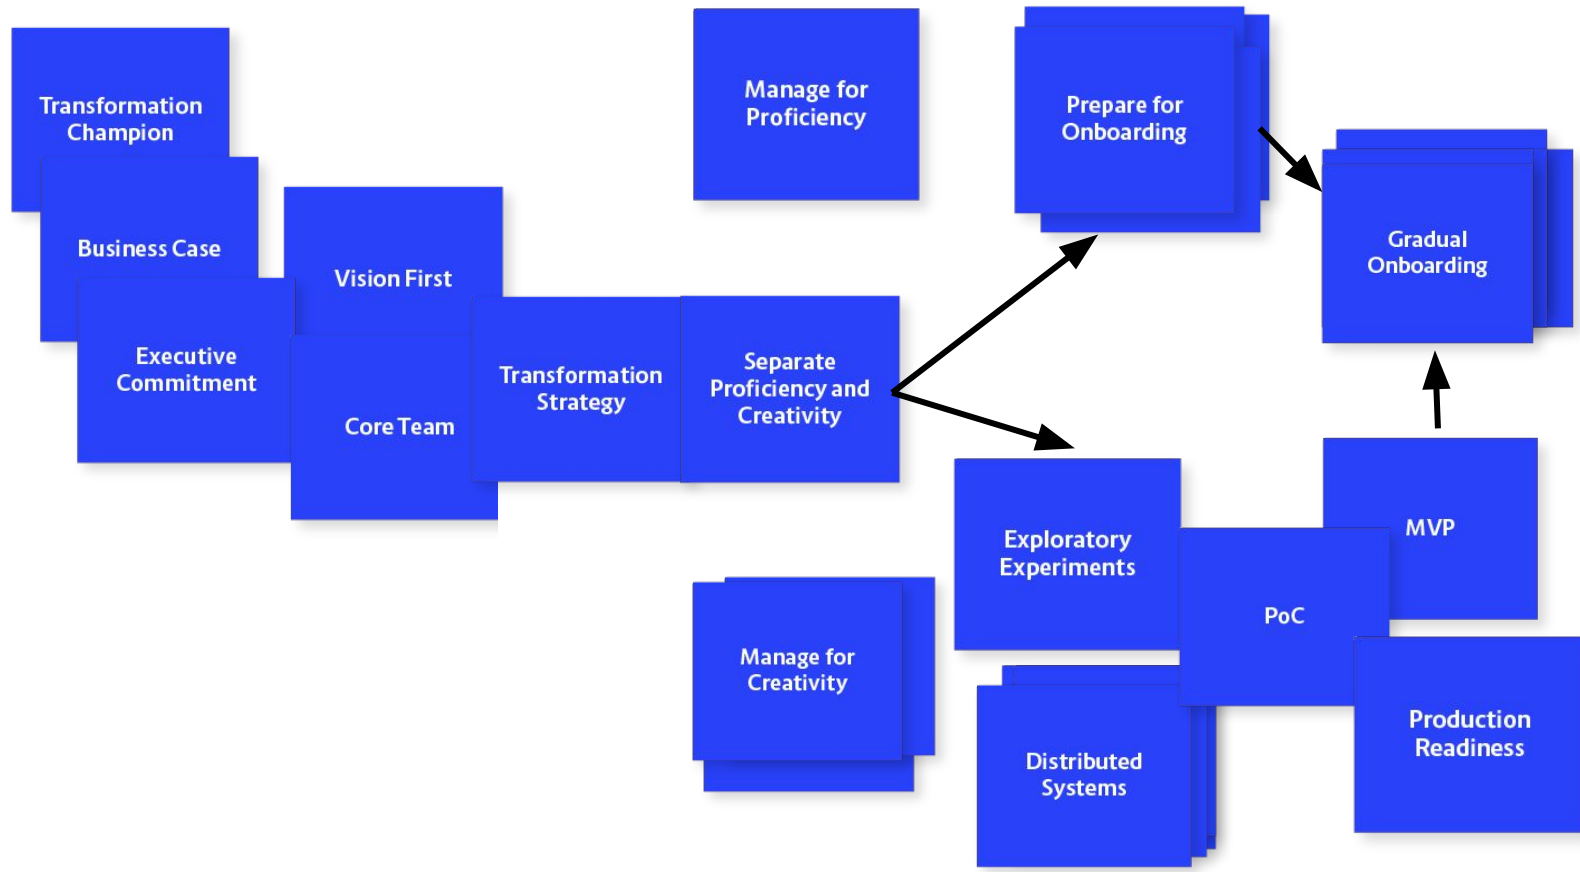 Transformation
Champion
Business Case
Executive
Commitment
Vision First
Core Team
Transformation
Strategy
Separate
Proficiency and
Creativity
Manage for
Proficiency
Manage for
Creativity
Prepare for
Onboarding
Gradual
Onboarding
Exploratory
Experiments
PoC
MVP
Distributed
Systems
Production
Readiness